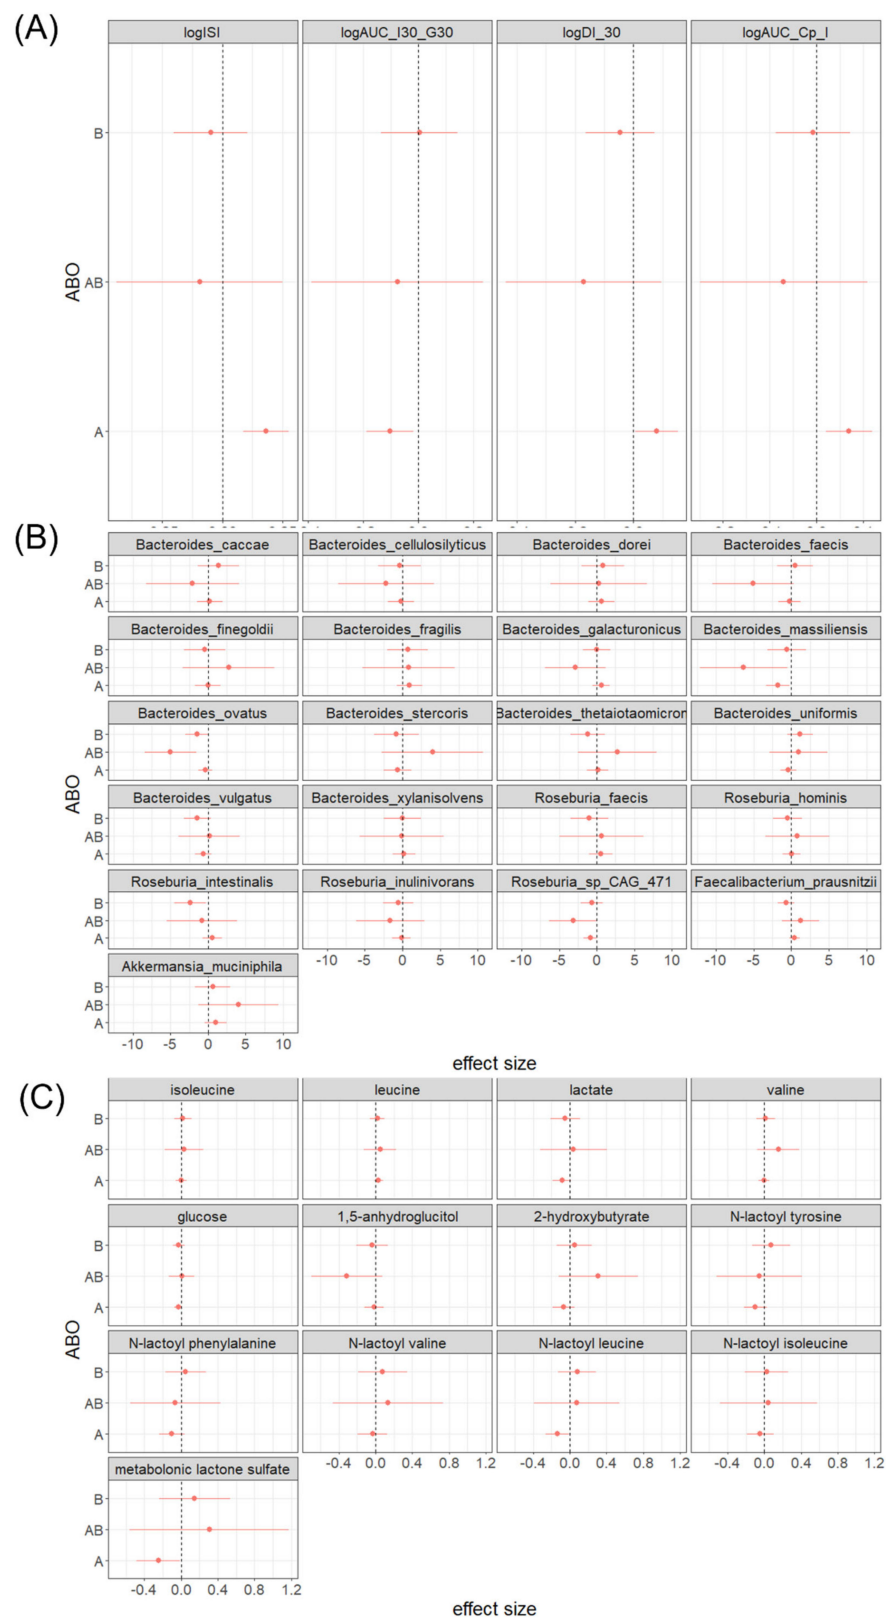 (A)
logISI logAUC_I30_G30 logDI_30 logAUC_Cp_I
B
ABO
AB
A
(B)
Bacteroides_caccae Bacteroides_cellulosilyticus Bacteroides_dorei Bacteroides_faecis
B
AB
A
Bacteroides_finegoldii Bacteroides_fragilis Bacteroides_galacturonicus Bacteroides_massiliensis
B
AB
A
Bacteroides_ovatus Bacteroides_stercoris Bacteroides_thetaiotaomicron Bacteroides_uniformis
B
AB
A
ABO
Bacteroides_vulgatus Bacteroides_xylanisolvens Roseburia_faecis Roseburia_hominis
B
AB
A
Roseburia_intestinalis Roseburia_inulinivorans Roseburia_sp_CAG_471 Faecalibacterium_prausnitzii
B
AB
A
-10 -5 0 5 10 -10 -5 0 5 10 -10 -5 0 5 10
Akkermansia_muciniphila
B
AB
A
-10 -5 0 5 10
effect size
(C)
isoleucine leucine lactate valine
B
AB
A
glucose 1,5-anhydroglucitol 2-hydroxybutyrate N-lactoyl tyrosine
B
AB
A
ABO
N-lactoyl phenylalanine N-lactoyl valine N-lactoyl leucine N-lactoyl isoleucine
B
AB
A
-0.4 0.0 0.4 0.8 1.2 -0.4 0.0 0.4 0.8 1.2 -0.4 0.0 0.4 0.8 1.2
metabolonic lactone sulfate
B
AB
A
-0.4 0.0 0.4 0.8 1.2
effect size